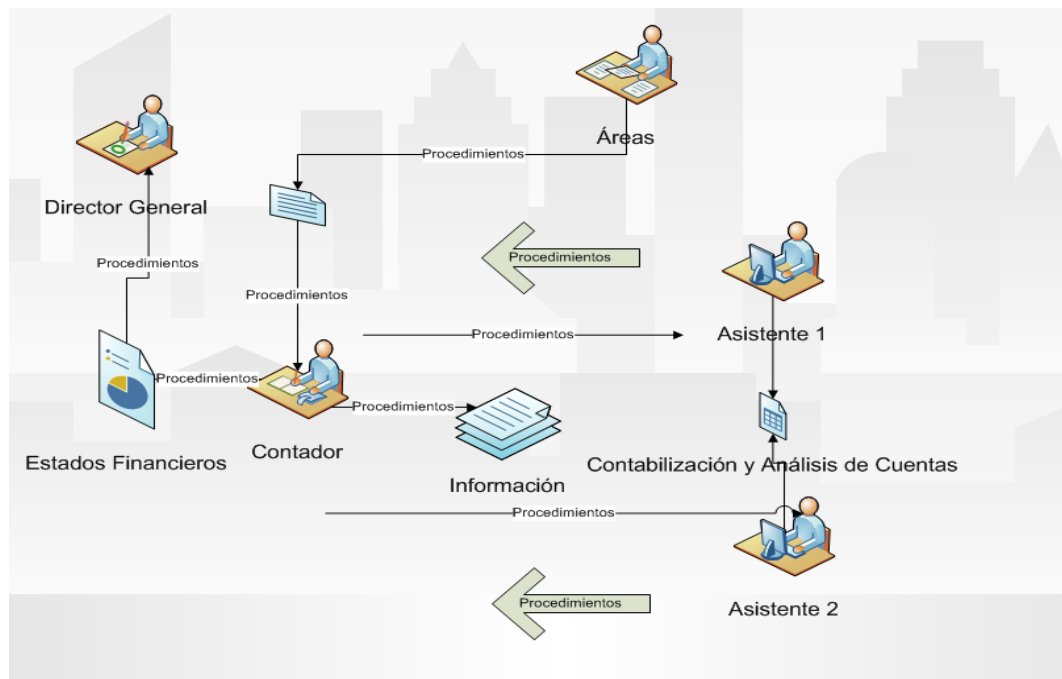 Áreas
Procedimientos
Director General
Procedimientos
Procedimientos
Procedimientos
Procedimientos
Asistente 1
Procedimientos
Procedimientos
Contador
Estados Financieros
Contabilización y Análisis de Cuentas
Información
Procedimientos
Procedimientos
Asistente 2